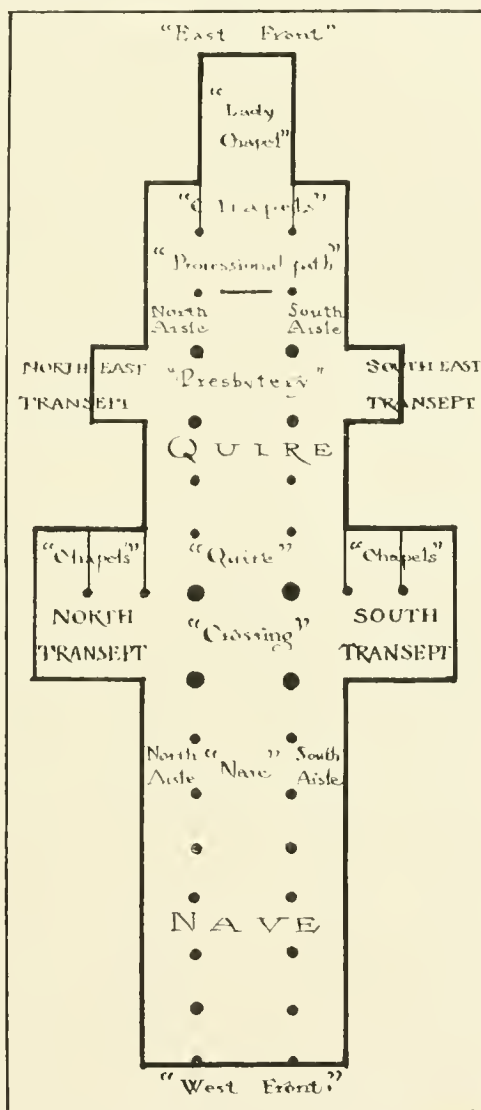 “East Front”
“Lady
Chapel”
“Chapels”
“Processional path”
North
Aisle
South
Aisle
NORTH EAST
TRANSEPT
“Presbytery”
SOUTH EAST
TRANSEPT
QUIRE
“Chapels”
“Quire”
“Chapels”
NORTH
TRANSEPT
“Crossing”
SOUTH
TRANSEPT
North
Aisle
“Nave”
South
Aisle
NAVE
“West Front”